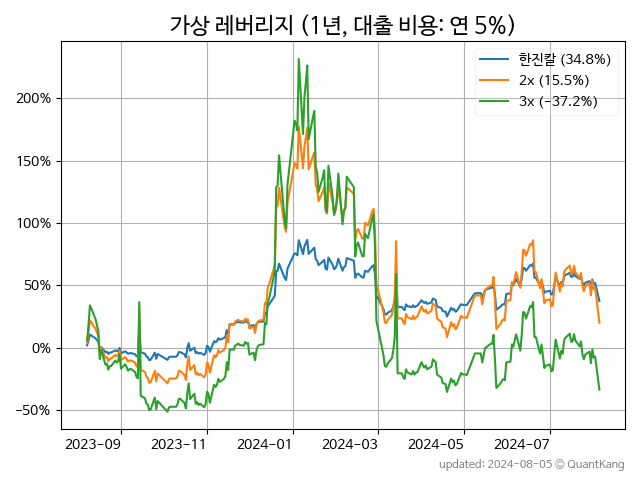 가상 레버리지 (1년, 대출 비용: 연 5%)
한진칼 (34.8%)
2x (15.5%)
3x (−37.2%)
200%
150%
100%
50%
0%
−50%
2023-09 2023-11 2024-01 2024-03 2024-05 2024-07
updated: 2024-08-05 © QuantKang